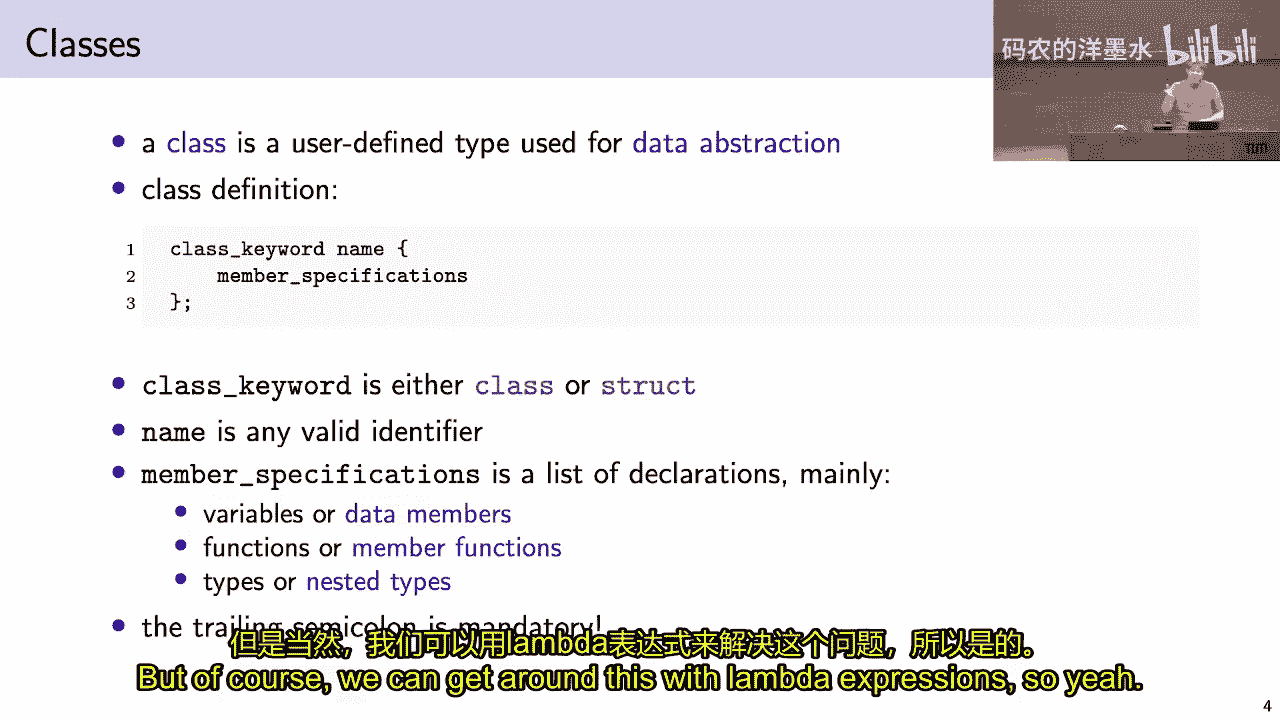 Classes
码农的洋墨水 bilibili
TUM
• a class is a user-defined type used for data abstraction
• class definition:
1 class_keyword name {
2 member_specifications
3 };
• class_keyword is either class or struct
• name is any valid identifier
• member_specifications is a list of declarations, mainly:
• variables or data members
• functions or member functions
• types or nested types
• the trailing semicolon is mandatory!
但是当然，我们可以用lambda表达式来解决这个问题，所以是的。
But of course, we can get around this with lambda expressions, so yeah.
4